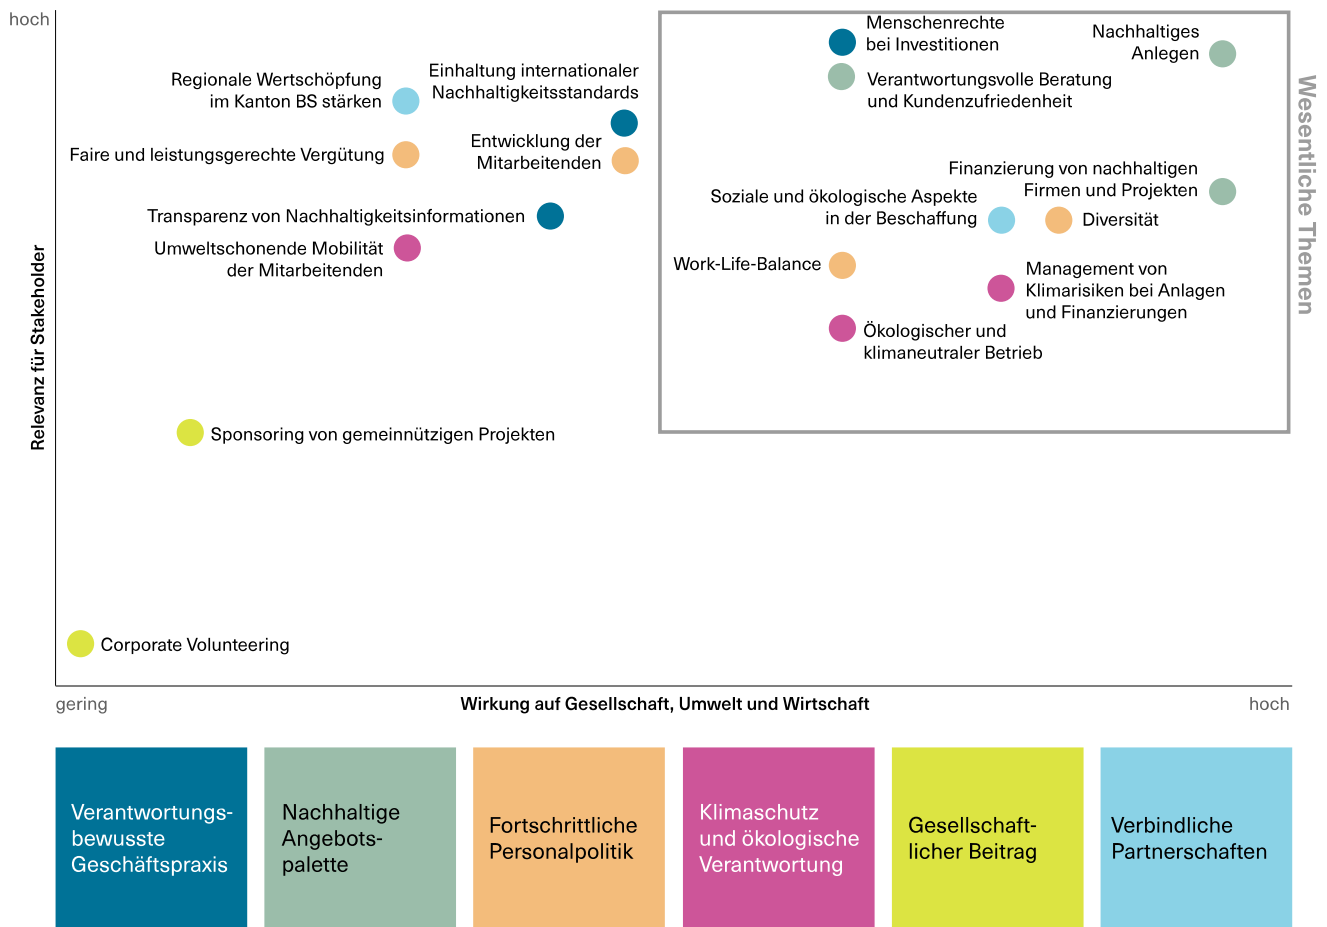 hoch
Menschenrechte
bei Investitionen
Nachhaltiges
Anlegen
Verantwortungsvolle Beratung
und Kundenzufriedenheit
Einhaltung internationaler
Nachhaltigkeitsstandards
Regionale Wertschöpfung
im Kanton BS stärken
Entwicklung der
Mitarbeitenden
Faire und leistungsgerechte Vergütung
Finanzierung von nachhaltigen
Firmen und Projekten
Soziale und ökologische Aspekte
in der Beschaffung
Diversität
Transparenz von Nachhaltigkeitsinformationen
Umweltschonende Mobilität
der Mitarbeitenden
Work-Life-Balance
Management von
Klimarisiken bei Anlagen
und Finanzierungen
Ökologischer und
klimaneutraler Betrieb
Wesentliche Themen
Relevanz für Stakeholder
Sponsoring von gemeinnützigen Projekten
Corporate Volunteering
gering
Wirkung auf Gesellschaft, Umwelt und Wirtschaft
hoch
Verantwortungs-
bewusste
Geschäftspraxis
Nachhaltige
Angebots-
palette
Fortschrittliche
Personalpolitik
Klimaschutz
und ökologische
Verantwortung
Gesellschaft-
licher Beitrag
Verbindliche
Partnerschaften